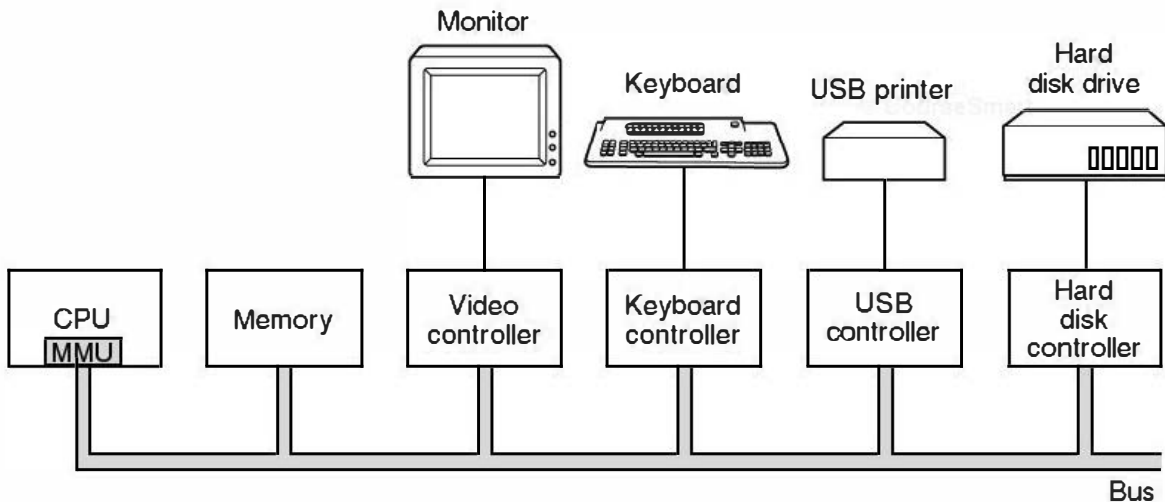 Monitor
Keyboard
USB printer
Hard
disk drive
CPU
MMU
Memory
Video
controller
Keyboard
controller
USB
controller
Hard
disk
controller
Bus